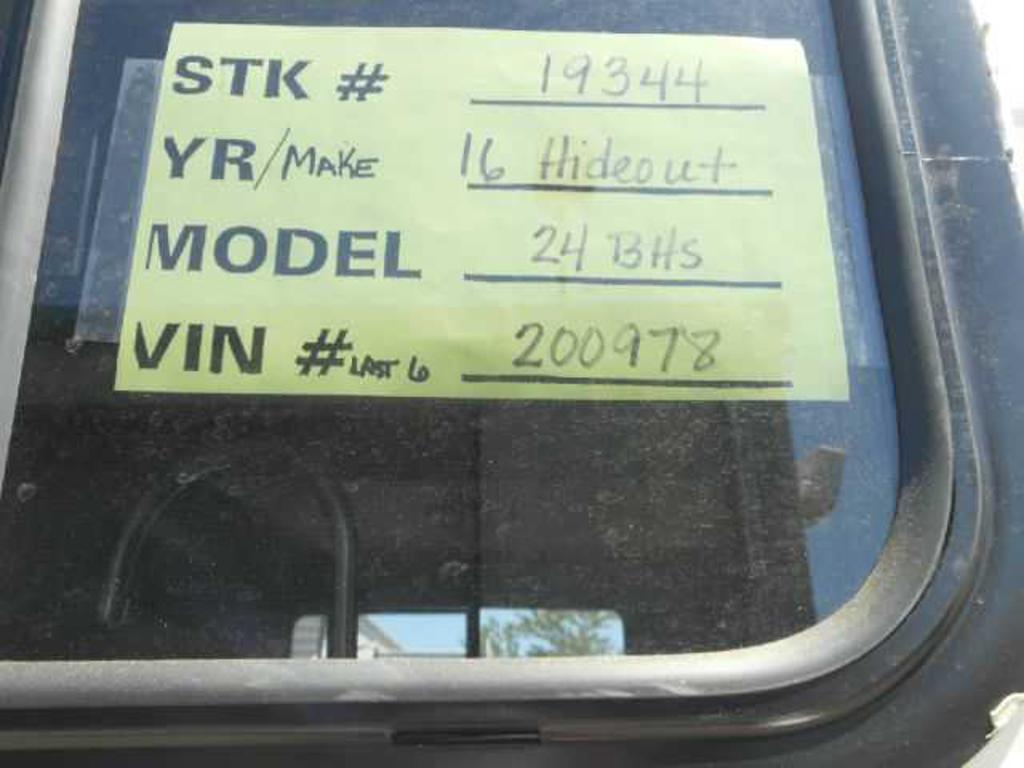 STK # 19344
YR/MAKE 16 Hideout
MODEL 24 BHS
VIN # LAST 6 200978